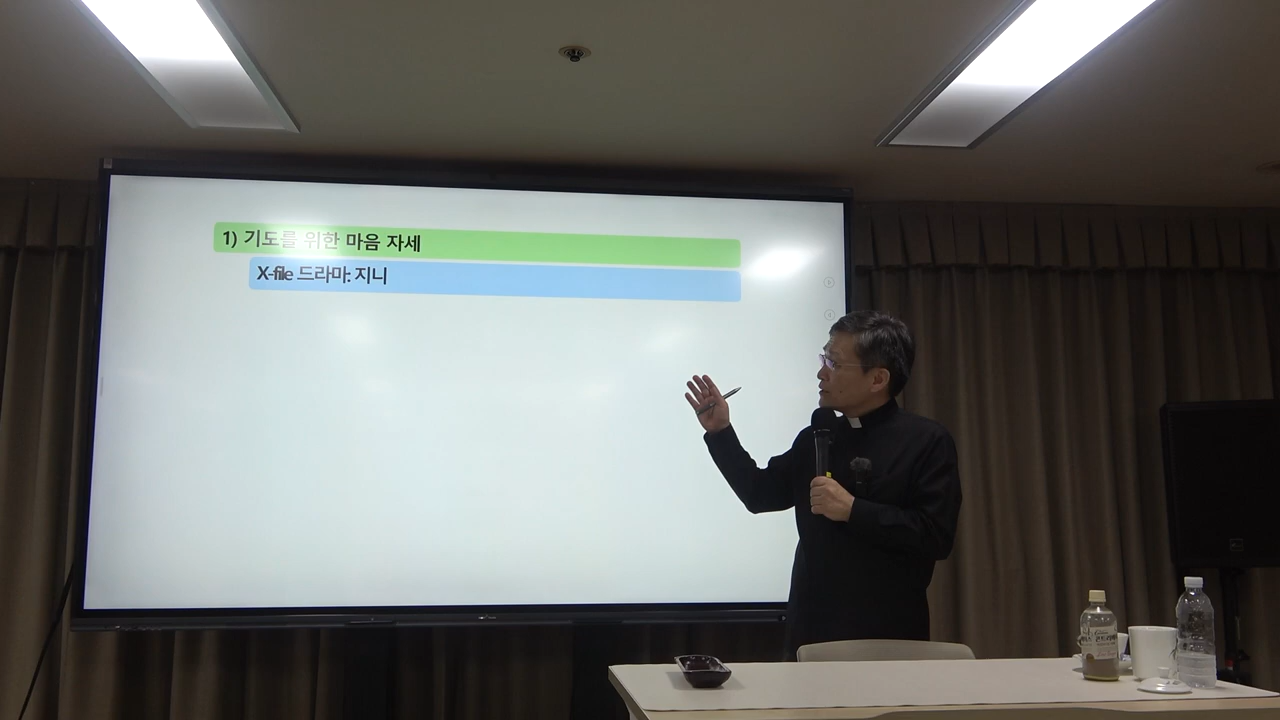 1) 기도를 위한 마음 자세
X-file 드라마: 지니